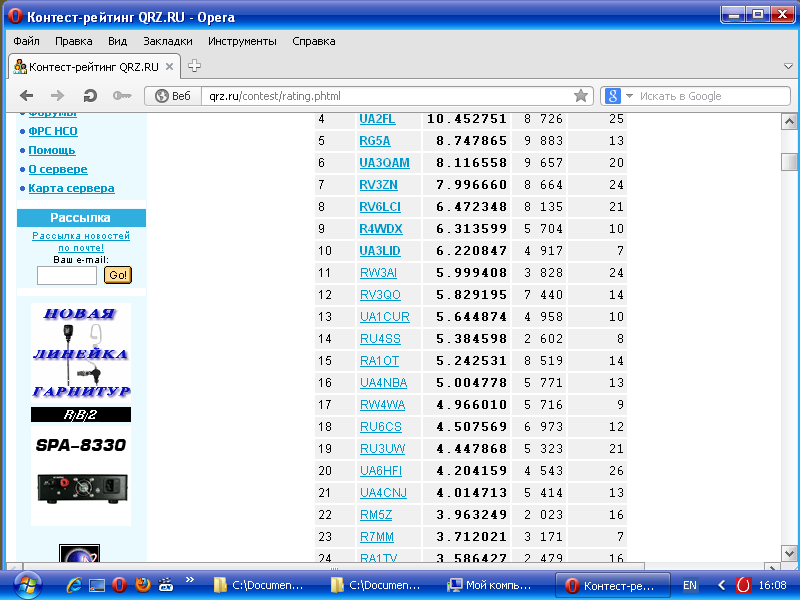 Контест-рейтинг QRZ.RU - Opera
Файл Правка Вид Закладки Инструменты Справка
Контест-рейтинг QRZ.RU
Веб qrz.ru/contest/rating.phtml Искать в Google
Форумы
ФРС НСО
Помощь
О сервере
Карта сервера
Рассылка
Рассылка новостей
по почте!
Ваш e-mail:
Go!
НОВАЯ
ЛИНЕЙКА
ГАРНИТУР
R/B/2
SPA-8330
4 UA2FL 10.452751 8 726 25
5 RG5A 8.747865 9 883 13
6 UA3QAM 8.116558 9 657 20
7 RV3ZN 7.996660 8 664 24
8 RV6LCI 6.472348 8 135 21
9 R4WDX 6.313599 5 704 10
10 UA3LID 6.220847 4 917 7
11 RW3AI 5.999408 3 828 24
12 RV3QO 5.829195 7 440 14
13 UA1CUR 5.644874 4 958 10
14 RU4SS 5.384598 2 602 8
15 RA1OT 5.242531 8 519 14
16 UA4NBA 5.004778 5 771 13
17 RW4WA 4.966010 5 716 9
18 RU6CS 4.507569 6 973 12
19 RU3UW 4.447868 5 323 21
20 UA6HFI 4.204159 4 543 26
21 UA4CNJ 4.014713 5 414 13
22 RM5Z 3.963249 2 023 16
23 R7MM 3.712021 3 171 7
24 RA1TV 3.586427 2 479 16
C:\Documen... C:\Documen... Мой компь... Контест-ре... EN 16:08